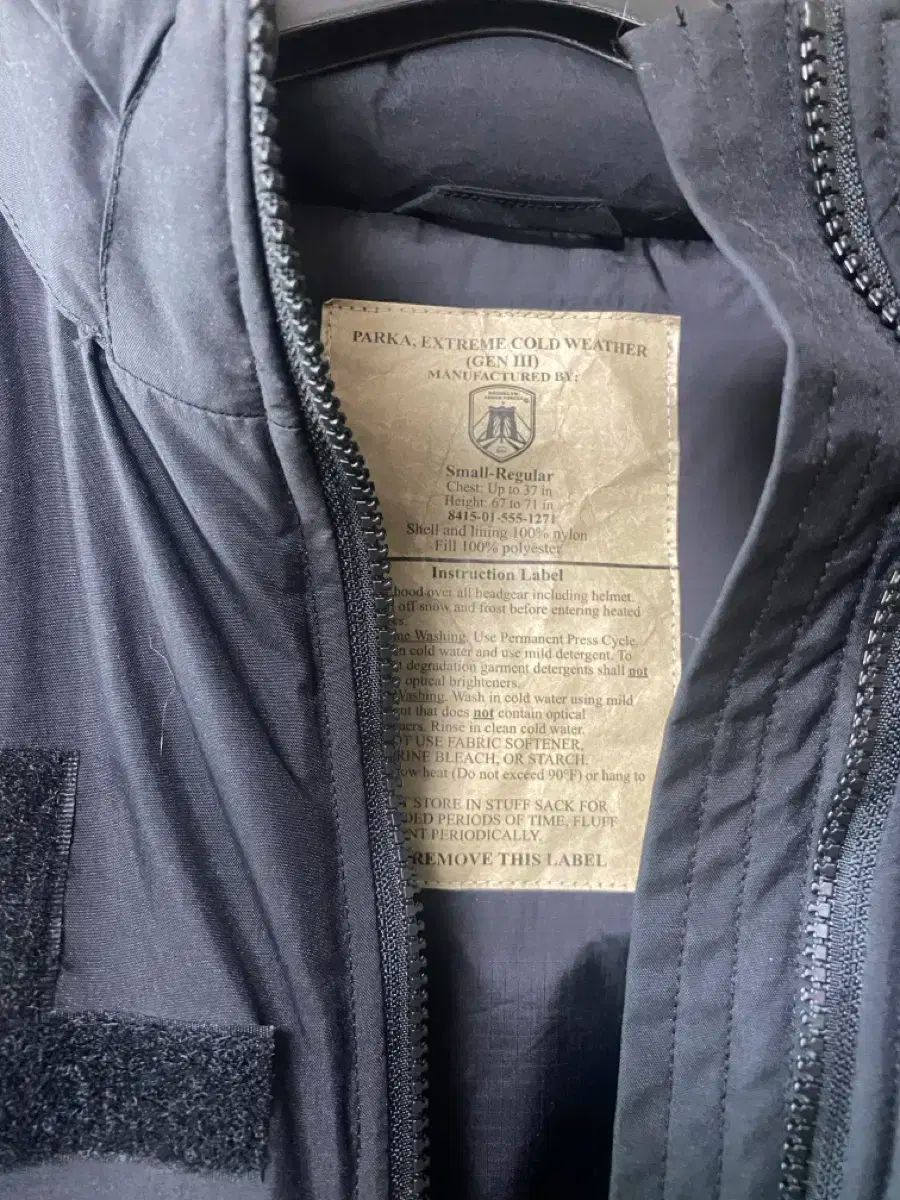 PARKA, EXTREME COLD WEATHER
(GEN III)
MANUFACTURED BY:
BROOKLYN
ARMED FORCES
Small-Regular
Chest: Up to 37 in
Height: 67 to 71 in
8415-01-555-1271
Shell and lining 100% nylon
Fill 100% polyester
Instruction Label
hood over all headgear including helmet.
off snow and frost before entering heated
Washing. Use Permanent Press Cycle.
cold water and use mild detergent. To
degradation garment detergents shall not
optical brighteners.
Washing. Wash in cold water using mild
that does not contain optical
Rinse in clean cold water.
USE FABRIC SOFTENER,
BLEACH, OR STARCH.
low heat (Do not exceed 90°F) or hang to
STORE IN STUFF SACK FOR
PERIODS OF TIME, FLUFF
PERIODICALLY.
REMOVE THIS LABEL